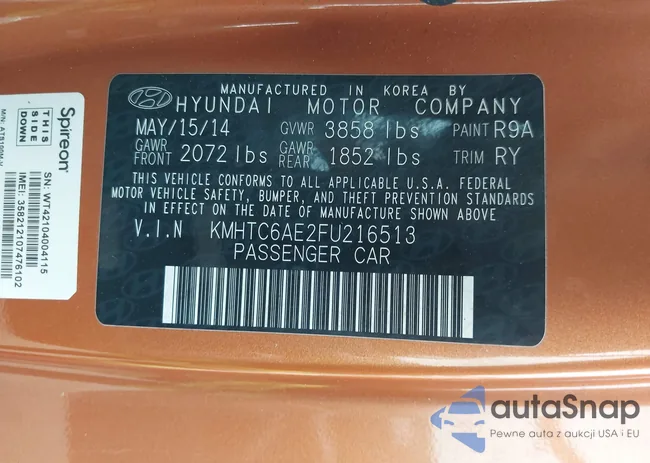 Spireon
THIS
SIDE
DOWN
SN: WT42104004115
IMEI: 358212107476102
MANUFACTURED IN KOREA BY
HYUNDAI MOTOR COMPANY
MAY/15/14 GVWR 3858 lbs PAINT R9A
GAWR FRONT 2072 lbs GAWR REAR 1852 lbs TRIM RY
THIS VEHICLE CONFORMS TO ALL APPLICABLE U.S.A. FEDERAL
MOTOR VEHICLE SAFETY, BUMPER, AND THEFT PREVENTION STANDARDS
IN EFFECT ON THE DATE OF MANUFACTURE SHOWN ABOVE.
V.I.N KMHTC6AE2FU216513
PASSENGER CAR
autaSnap
Pewne auta z aukcji USA i EU